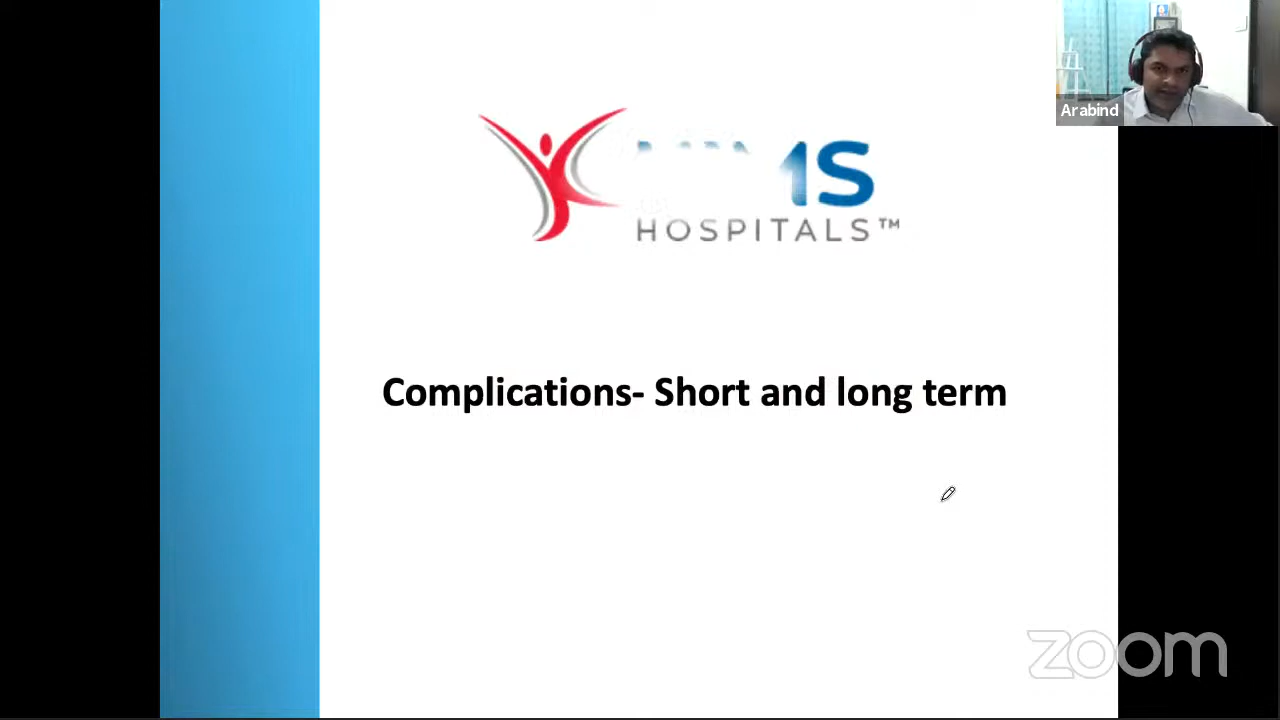 Arabind
HOSPITALS™
Complications- Short and long term
zoom